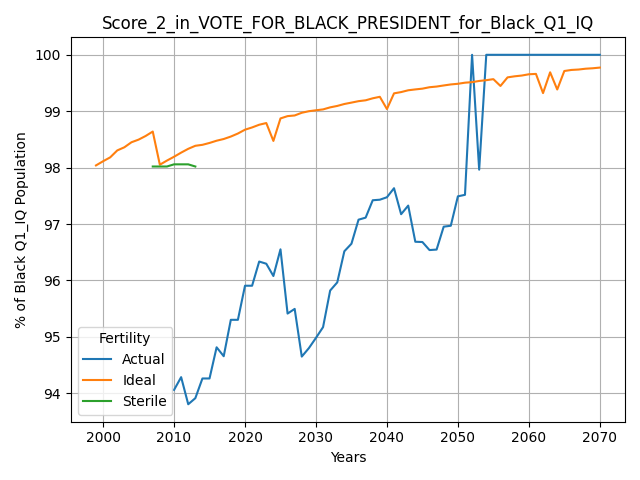 Score_2_in_VOTE_FOR_BLACK_PRESIDENT_for_Black_Q1_IQ
% of Black Q1_IQ Population
100
99
98
97
96
95
94
Fertility
Actual
Ideal
Sterile
2000 2010 2020 2030 2040 2050 2060 2070
Years